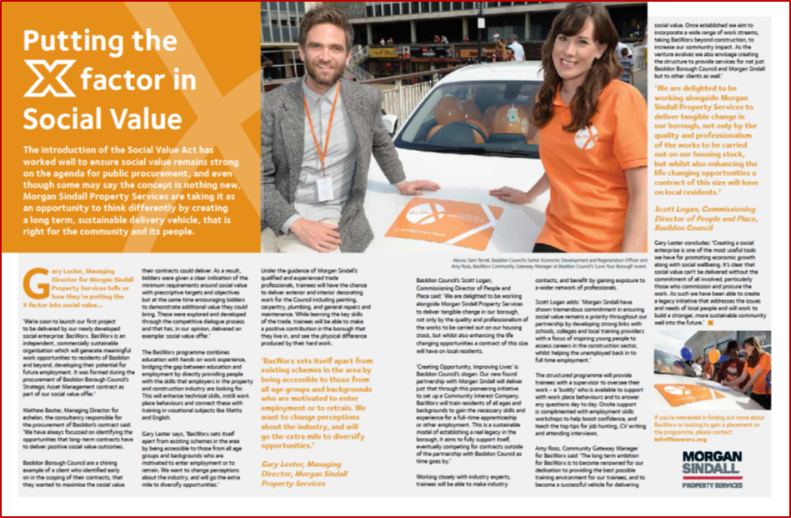 Putting the
X factor in
Social Value
The introduction of the Social Value Act has
worked well to ensure social value remains strong
on the agenda for public procurement, and even
though some may say the concept is nothing new,
Morgan Sindall Property Services are taking it as
an opportunity to think differently by creating
a long term, sustainable delivery vehicle, that is
right for the community and its people.
Above: Sam Terrell, Basildon Council's Senior Economic Development and Regeneration Officer and
Amy Ross, BasWorx Community Gateway Manager at Basildon Council's 'Love Your Borough' event.
Gary Lester, Managing
Director for Morgan Sindall
Property Services tells us
how they're putting the
X factor into social value...
'We're soon to launch our first project
to be delivered by our newly developed
social enterprise: BasWorx. BasWorx is an
independent, commercially sustainable
organisation which will generate meaningful
work opportunities to residents of Basildon
and beyond, developing their potential for
future employment. It was formed during the
procurement of Basildon Borough Council's
Strategic Asset Management contract as
part of our social value offer.'
Mathew Baxter, Managing Director for
echelon, the consultancy responsible for
the procurement of Basildon's contract said:
'We have always focused on identifying the
opportunities that long-term contracts have
to deliver positive social value outcomes.
Basildon Borough Council are a shining
example of a client who identified early
on in the scoping of their contracts, that
they wanted to maximise the social value
their contracts could deliver. As a result,
bidders were given a clear indication of the
minimum requirements around social value
with prescriptive targets and objectives
but at the same time encouraging bidders
to demonstrate additional value they could
bring. These were explored and developed
through the competitive dialogue process
and that has, in our opinion, delivered an
exemplar social value offer.'
The BasWorx programme combines
education with hands on work experience,
bridging the gap between education and
employment by directly providing people
with the skills that employers in the property
and construction industry are looking for.
This will enhance technical skills, instill work
place behaviours and connect these with
training in vocational subjects like Maths
and English.
Gary Lester says, 'BasWorx sets itself
apart from existing schemes in the area by
being accessible to those from all age
groups and backgrounds who are
motivated to enter employment or to
retrain. We want to change perceptions
about the industry, and will go the extra
mile to diversify opportunities.'
Under the guidance of Morgan Sindall's
qualified and experienced trade
professionals, trainees will have the chance
to deliver exterior and interior decorating
work for the Council including painting,
carpentry, plumbing, and general repairs and
maintenance. While learning the key skills
of the trade, trainees will be able to make
a positive contribution in the borough that
they live in, and see the physical difference
produced by their hard work.
'BasWorx sets itself apart from
existing schemes in the area by
being accessible to those from
all age groups and backgrounds
who are motivated to enter
employment or to retrain. We
want to change perceptions
about the industry, and will
go the extra mile to diversify
opportunities.'
Gary Lester, Managing
Director, Morgan Sindall
Property Services
Basildon Council's Scott Logan,
Commissioning Director of People and
Place said: 'We are delighted to be working
alongside Morgan Sindall Property Services
to deliver tangible change in our borough,
not only by the quality and professionalism
of the works to be carried out on our housing
stock, but whilst also enhancing the life
changing opportunities a contract of this size
will have on local residents.
'Creating Opportunity, Improving Lives' is
Basildon Council's slogan. Our new found
partnership with Morgan Sindall will deliver
just that through this pioneering initiative
to set up a Community Interest Company.
BasWorx will train residents of all ages and
backgrounds to gain the necessary skills and
experience for a full-time apprenticeship
or other employment. This is a sustainable
model of establishing a real legacy in the
borough, it aims to fully support itself,
eventually competing for contracts outside
of the partnership with Basildon Council as
time goes by.'
Working closely with industry experts,
trainees will be able to make industry
contacts, and benefit by gaining exposure to
a wider network of professionals.
Scott Logan adds: 'Morgan Sindall have
shown tremendous commitment in ensuring
social value remains a priority throughout our
partnership by developing strong links with
schools, colleges and local training providers
with a focus of inspiring young people to
access careers in the construction sector,
whilst helping the unemployed back in to
full time employment.'
The structured programme will provide
trainees with a supervisor to oversee their
work – a 'buddy' who is available to support
with work place behaviours and to answer
any questions day to day. Onsite support
is complemented with employment skills
workshops to help boost confidence, and
teach the top tips for job hunting, CV writing
and attending interviews.
Amy Ross, Community Gateway Manager
for BasWorx said 'The long term ambition
for BasWorx is to become renowned for our
dedication to providing the best possible
training environment for our trainees, and to
become a successful vehicle for delivering
social value. Once established we aim to
incorporate a wide range of work streams,
taking BasWorx beyond construction, to
increase our community impact. As the
venture evolves we also envisage creating
the structure to provide services for not just
Basildon Borough Council and Morgan Sindall
but to other clients as well.'
'We are delighted to be
working alongside Morgan
Sindall Property Services to
deliver tangible change in
our borough, not only by the
quality and professionalism
of the works to be carried
out on our housing stock,
but whilst also enhancing the
life changing opportunities a
contract of this size will have
on local residents.'
Scott Logan, Commissioning
Director of People and Place,
Basildon Council
Gary Lester concludes: 'Creating a social
enterprise is one of the most useful tools
we have for promoting economic growth
along with social wellbeing. It's clear that
social value can't be delivered without the
commitment of all involved, particularly
those who commission and procure the
work. As such we have been able to create
a legacy initiative that addresses the issues
and needs of local people and will work to
build a stronger, more sustainable community
well into the future.'
If you're interested in finding out more about
BasWorx or looking to gain a placement on
the programme, please contact:
info@basworx.org
MORGAN
SINDALL
PROPERTY SERVICES